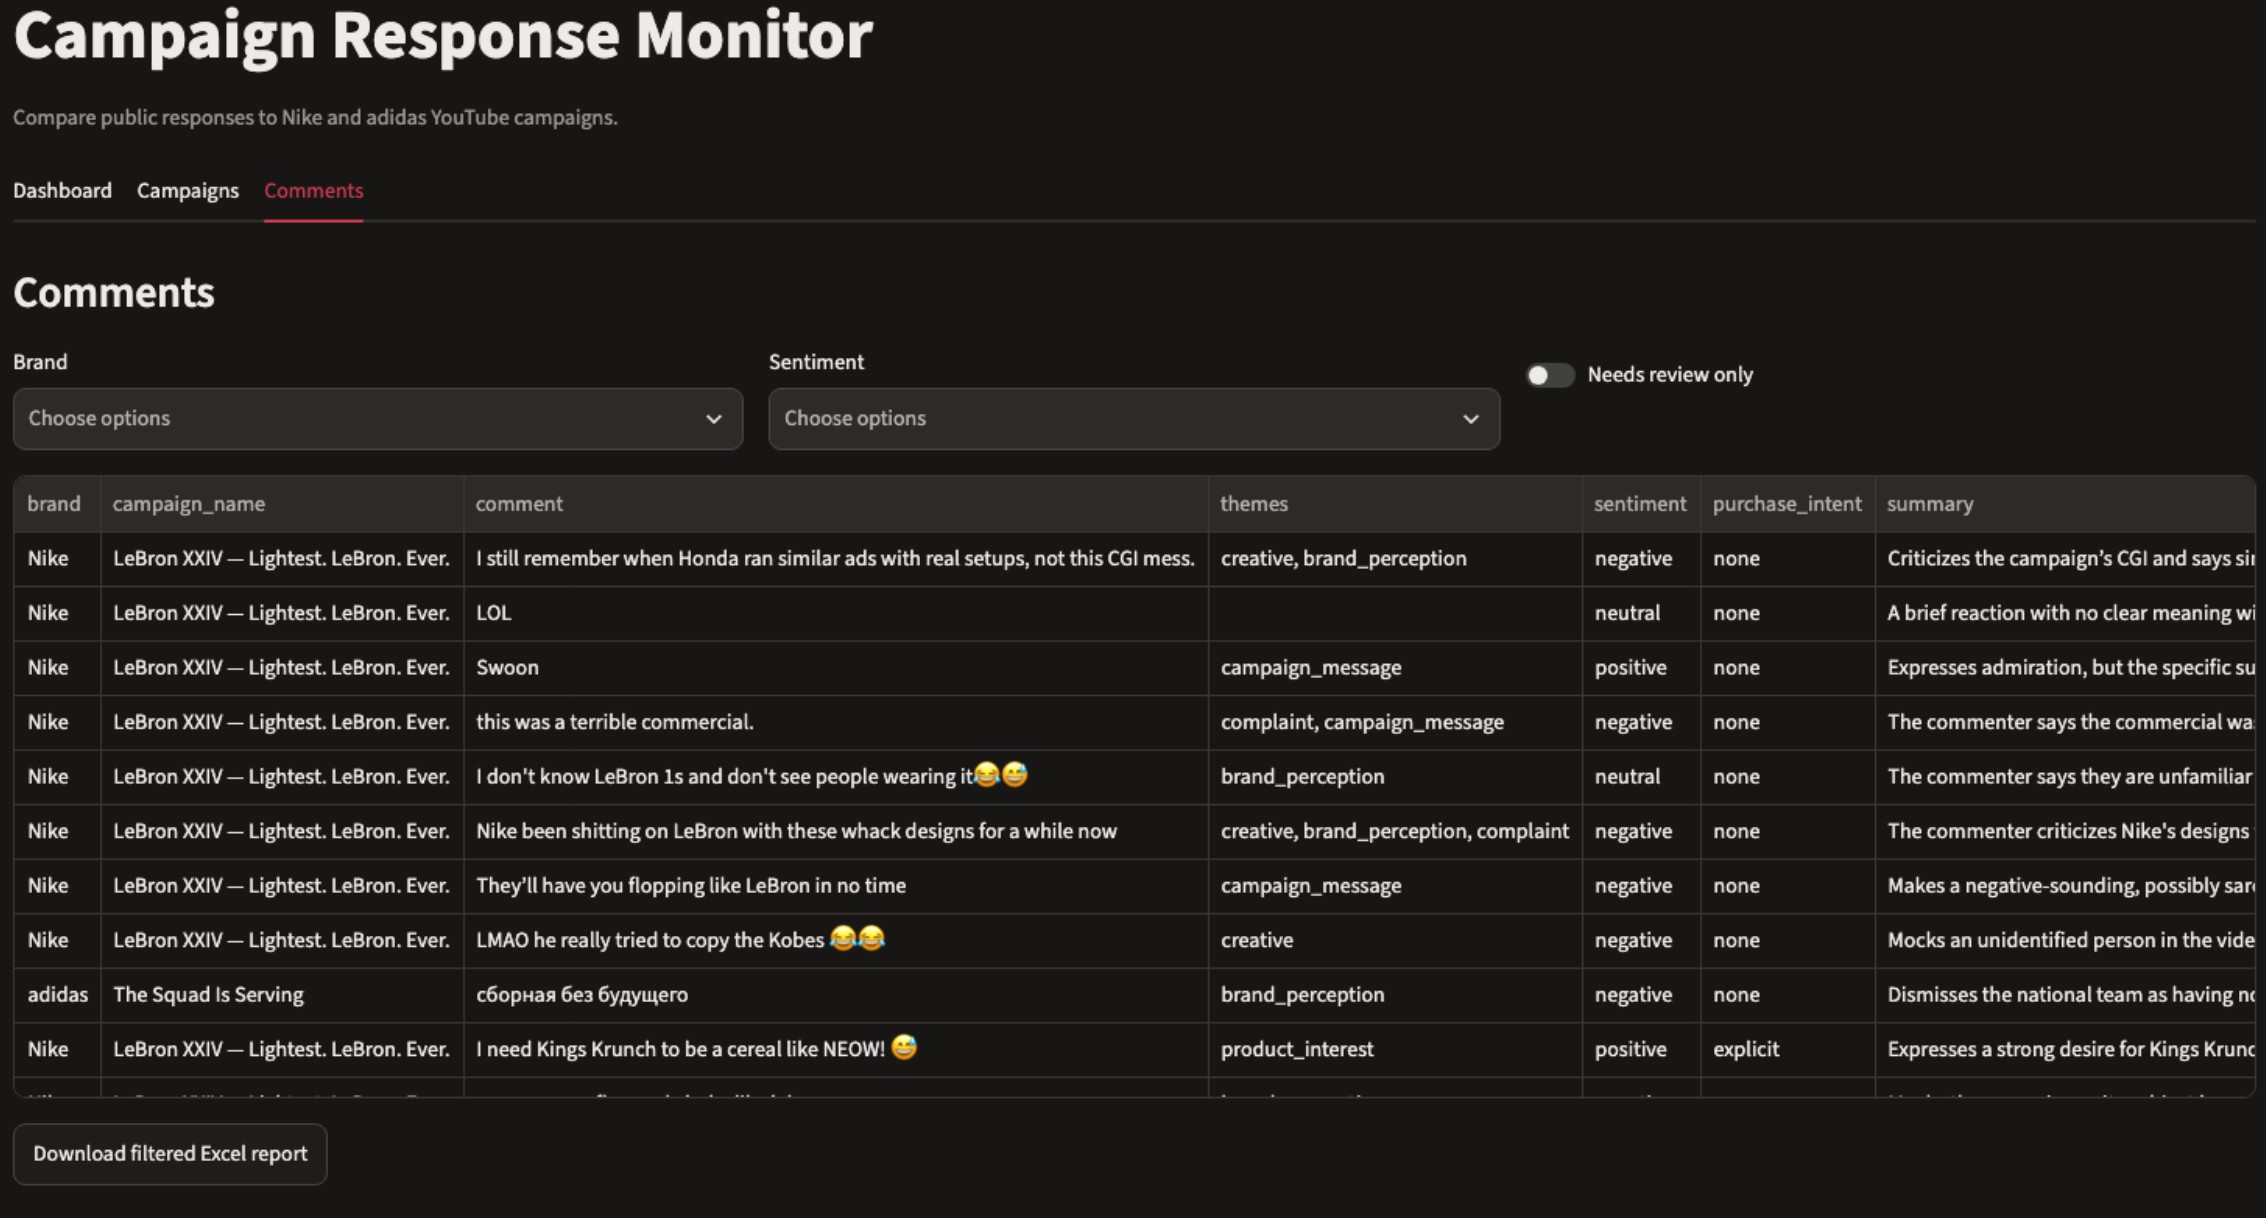 Campaign Response Monitor
Compare public responses to Nike and adidas YouTube campaigns.
Dashboard Campaigns Comments
Comments
Brand Sentiment Needs review only
Choose options Choose options
brand campaign_name comment themes sentiment purchase_intent summary
Nike LeBron XXIV — Lightest. LeBron. Ever. I still remember when Honda ran similar ads with real setups, not this CGI mess. creative, brand_perception negative none Criticizes the campaign’s CGI and says
Nike LeBron XXIV — Lightest. LeBron. Ever. LOL neutral none A brief reaction with no clear meaning
Nike LeBron XXIV — Lightest. LeBron. Ever. Swoon campaign_message positive none Expresses admiration, but the specific
Nike LeBron XXIV — Lightest. LeBron. Ever. this was a terrible commercial. complaint, campaign_message negative none The commenter says the commercial
Nike LeBron XXIV — Lightest. LeBron. Ever. I don't know LeBron 1s and don't see people wearing it😂😅 brand_perception neutral none The commenter says they are unfamiliar
Nike LeBron XXIV — Lightest. LeBron. Ever. Nike been shitting on LeBron with these whack designs for a while now creative, brand_perception, complaint negative none The commenter criticizes Nike's designs
Nike LeBron XXIV — Lightest. LeBron. Ever. They’ll have you flopping like LeBron in no time campaign_message negative none Makes a negative-sounding, possibly
Nike LeBron XXIV — Lightest. LeBron. Ever. LMAO he really tried to copy the Kobes 😂😂 creative negative none Mocks an unidentified person in the
adidas The Squad Is Serving сборная без будущего brand_perception negative none Dismisses the national team as having
Nike LeBron XXIV — Lightest. LeBron. Ever. I need Kings Krunch to be a cereal like NEOW! 😅 product_interest positive explicit Expresses a strong desire for Kings
Download filtered Excel report